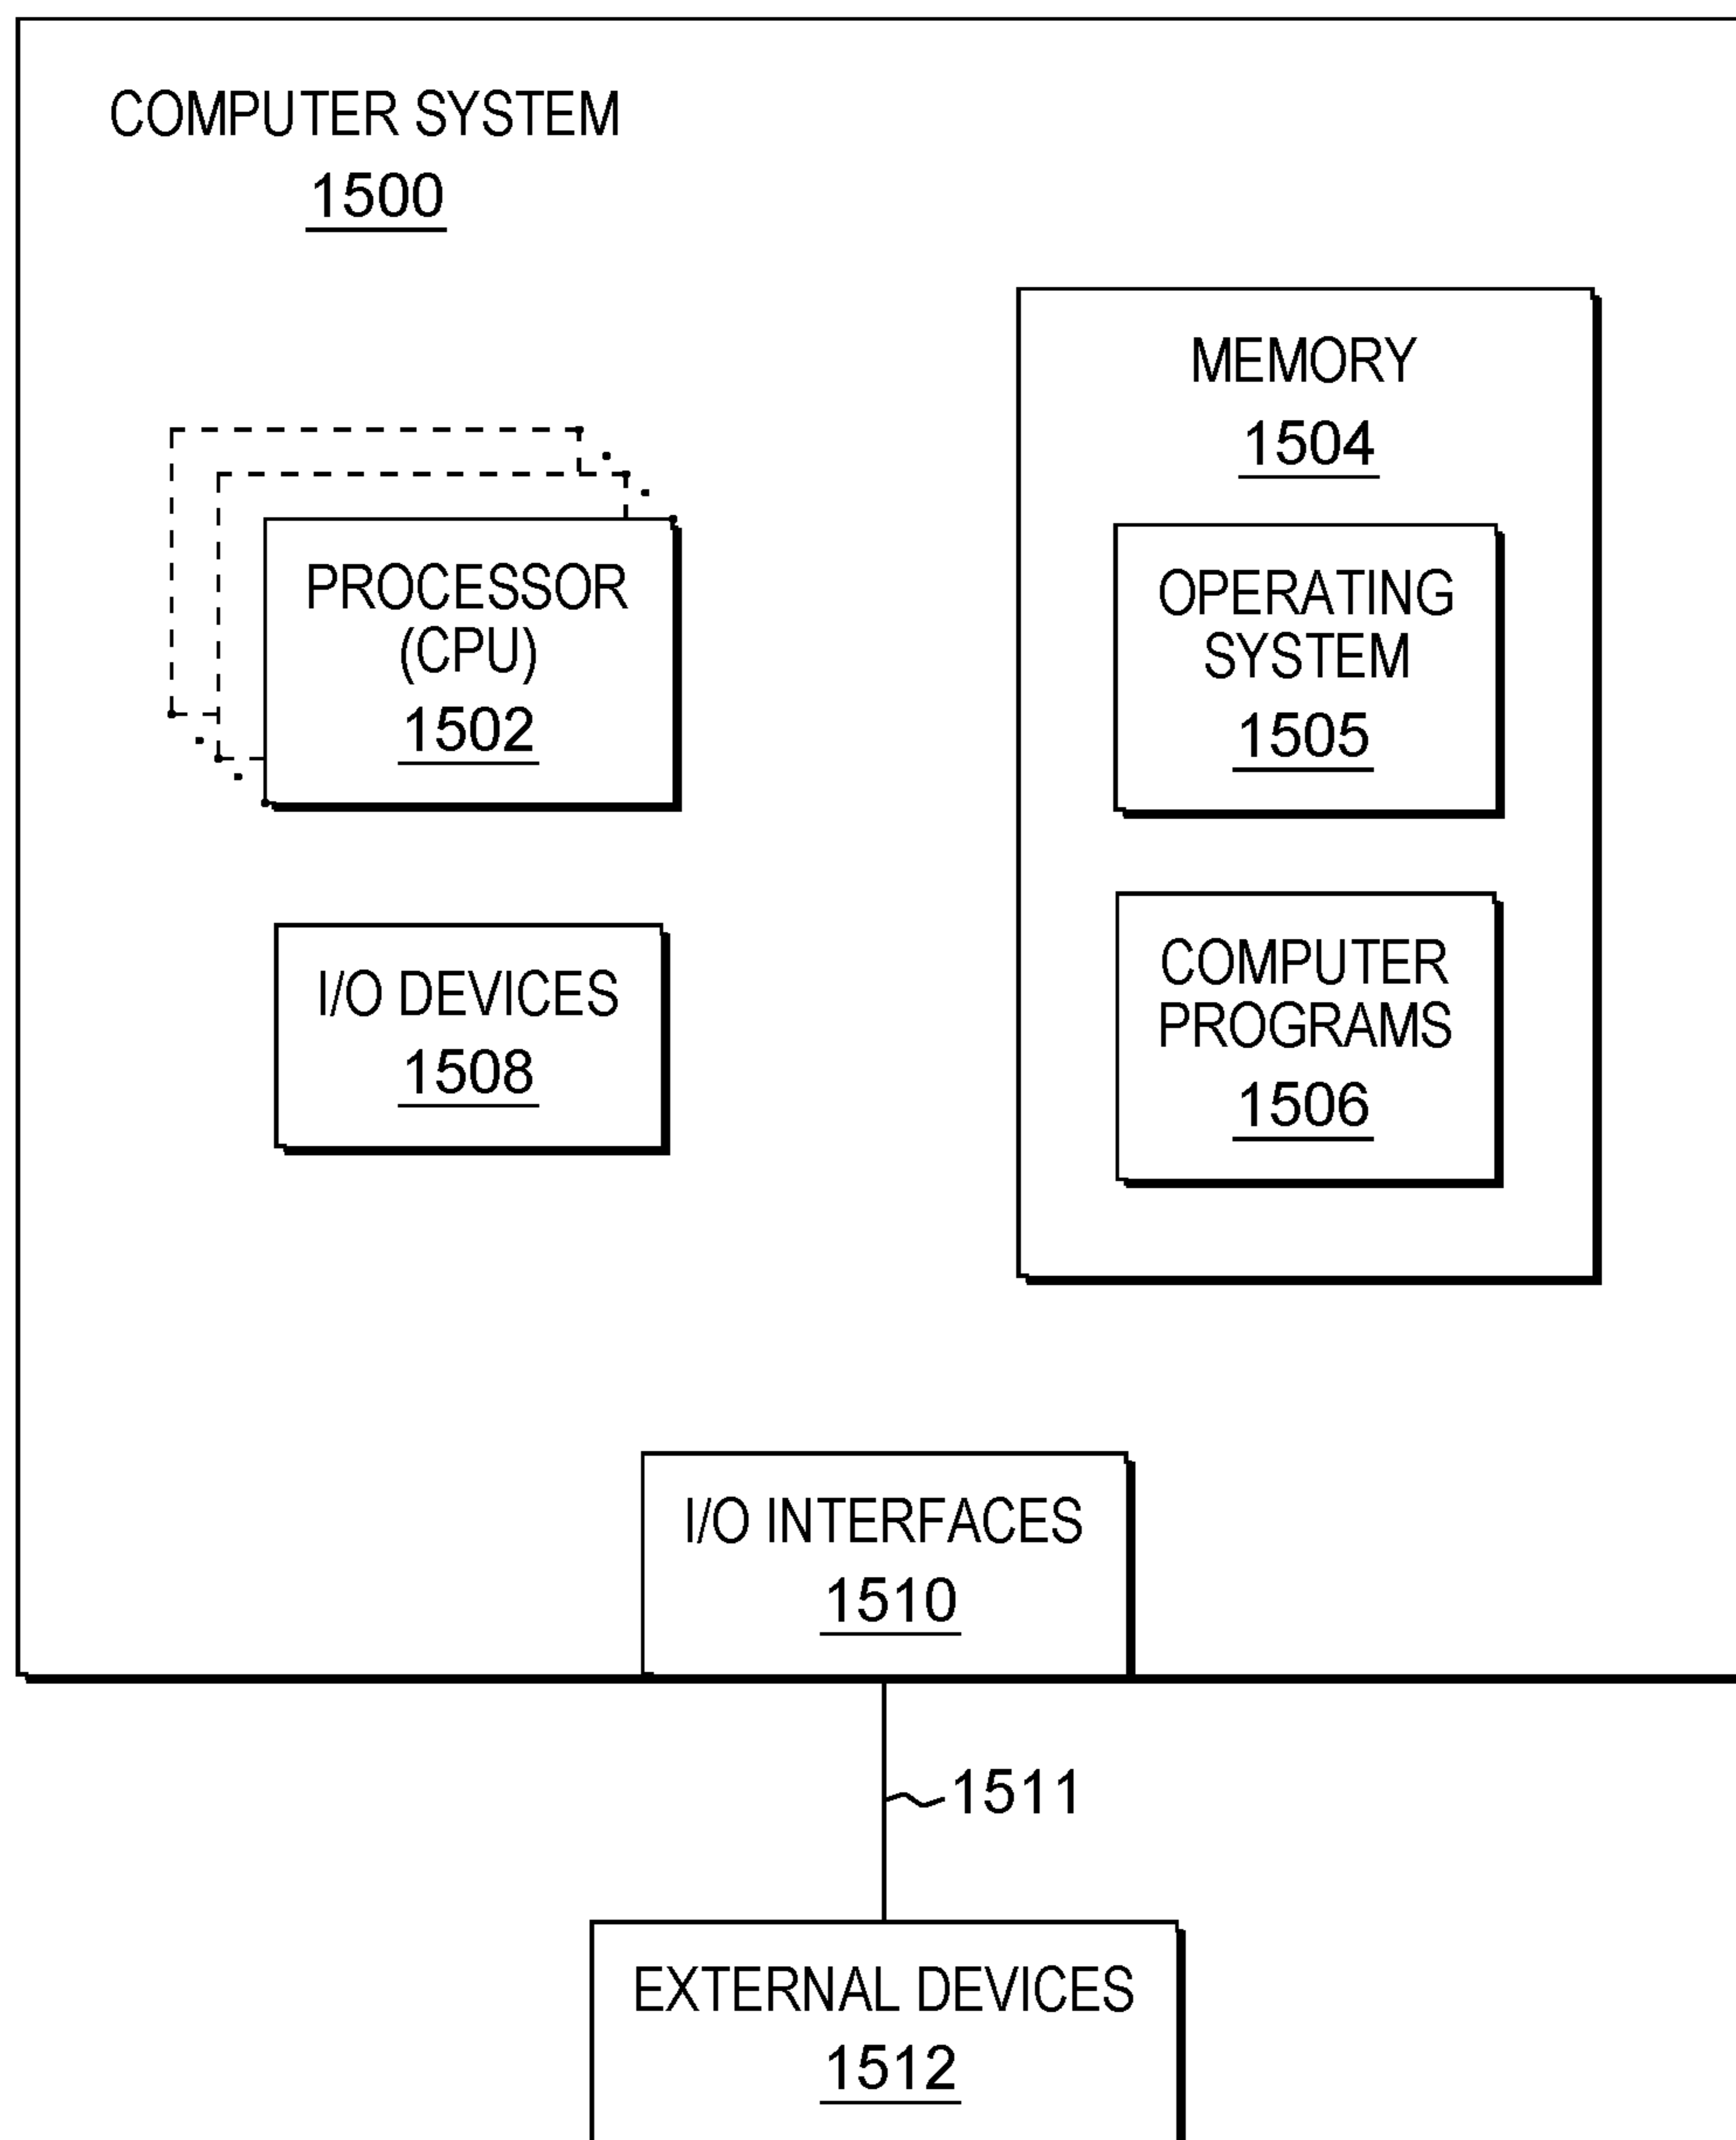 COMPUTER SYSTEM
1500
MEMORY
1504
PROCESSOR
(CPU)
1502
OPERATING
SYSTEM
1505
I/O DEVICES
1508
COMPUTER
PROGRAMS
1506
I/O INTERFACES
1510
1511
EXTERNAL DEVICES
1512